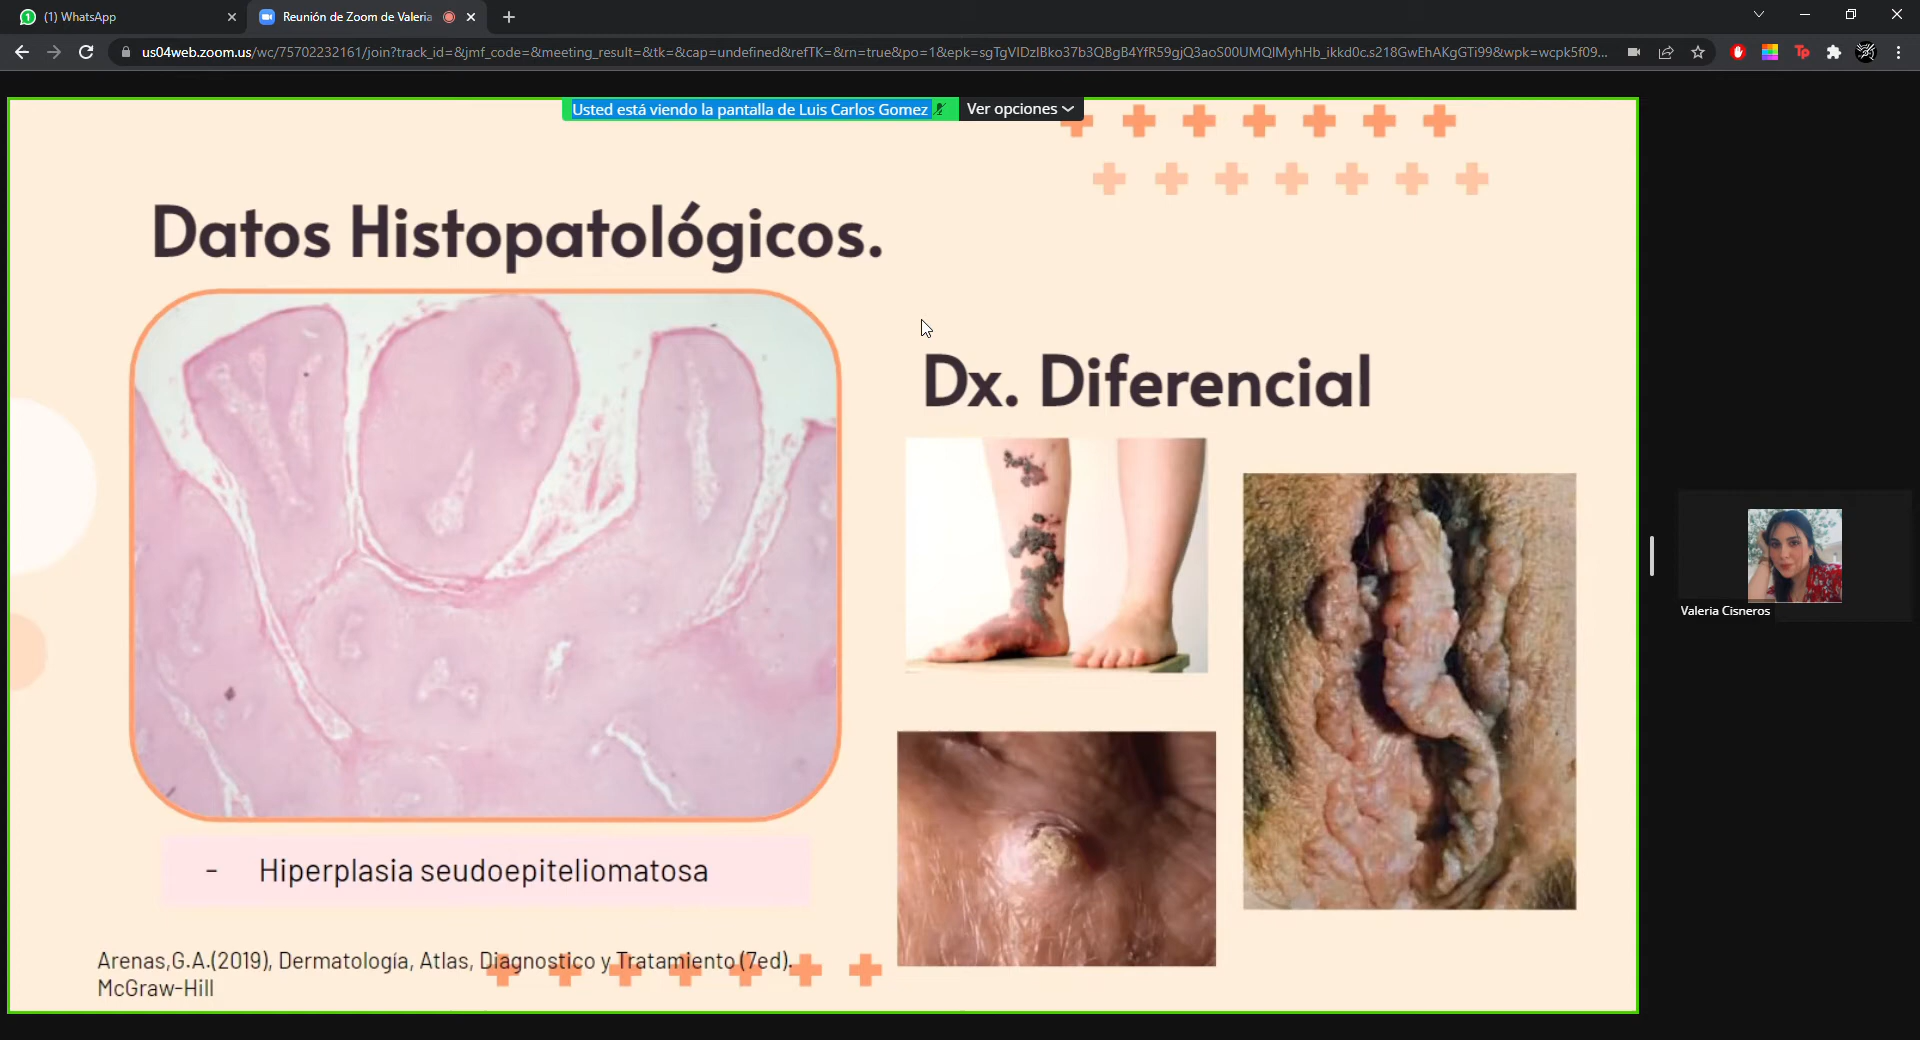 (1) WhatsApp
Reunión de Zoom de Valeria
us04web.zoom.us/wc/75702232161/join?track_id=&jmf_code=&meeting_result=&tk=&cap=undefined&refTK=&rn=true&po=1&epk=sgTgVIDzIBko37b3QBgB4YfR59gjQ3aoS00UMQIMyhHb_ikkd0c.s218GwEhAKgGTi99&wpk=wcpk5f09...
Usted está viendo la pantalla de Luis Carlos Gomez
Ver opciones
Datos Histopatológicos.
Dx. Diferencial
- Hiperplasia seudoepiteliomatosa
Arenas,G.A.(2019), Dermatología, Atlas, Diagnostico y Tratamiento (7ed).
McGraw-Hill
Valeria Cisneros